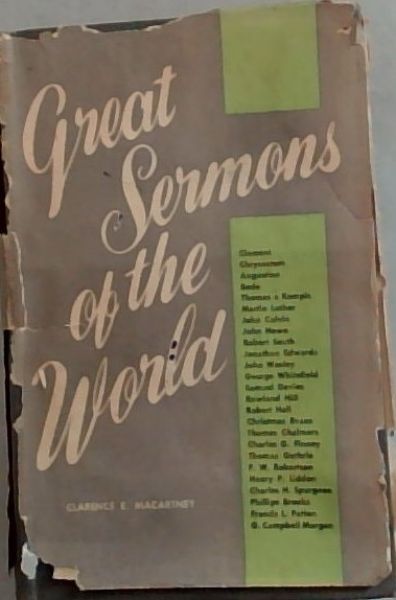 Great
Sermons
of the
World
Clement
Chrysostom
Augustine
Bede
Thomas a Kempis
Martin Luther
John Calvin
John Howe
Robert South
Jonathan Edwards
John Wesley
George Whitefield
Samuel Davies
Rowland Hill
Robert Hall
Christmas Evans
Thomas Chalmers
Charles G. Finney
Thomas Guthrie
F. W. Robertson
Henry P. Liddon
Charles H. Spurgeon
Phillips Brooks
Francis L. Patton
G. Campbell Morgan
CLARENCE E. MACARTNEY